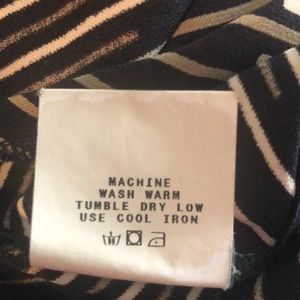 MACHINE
WASH WARM
TUMBLE DRY LOW
USE COOL IRON